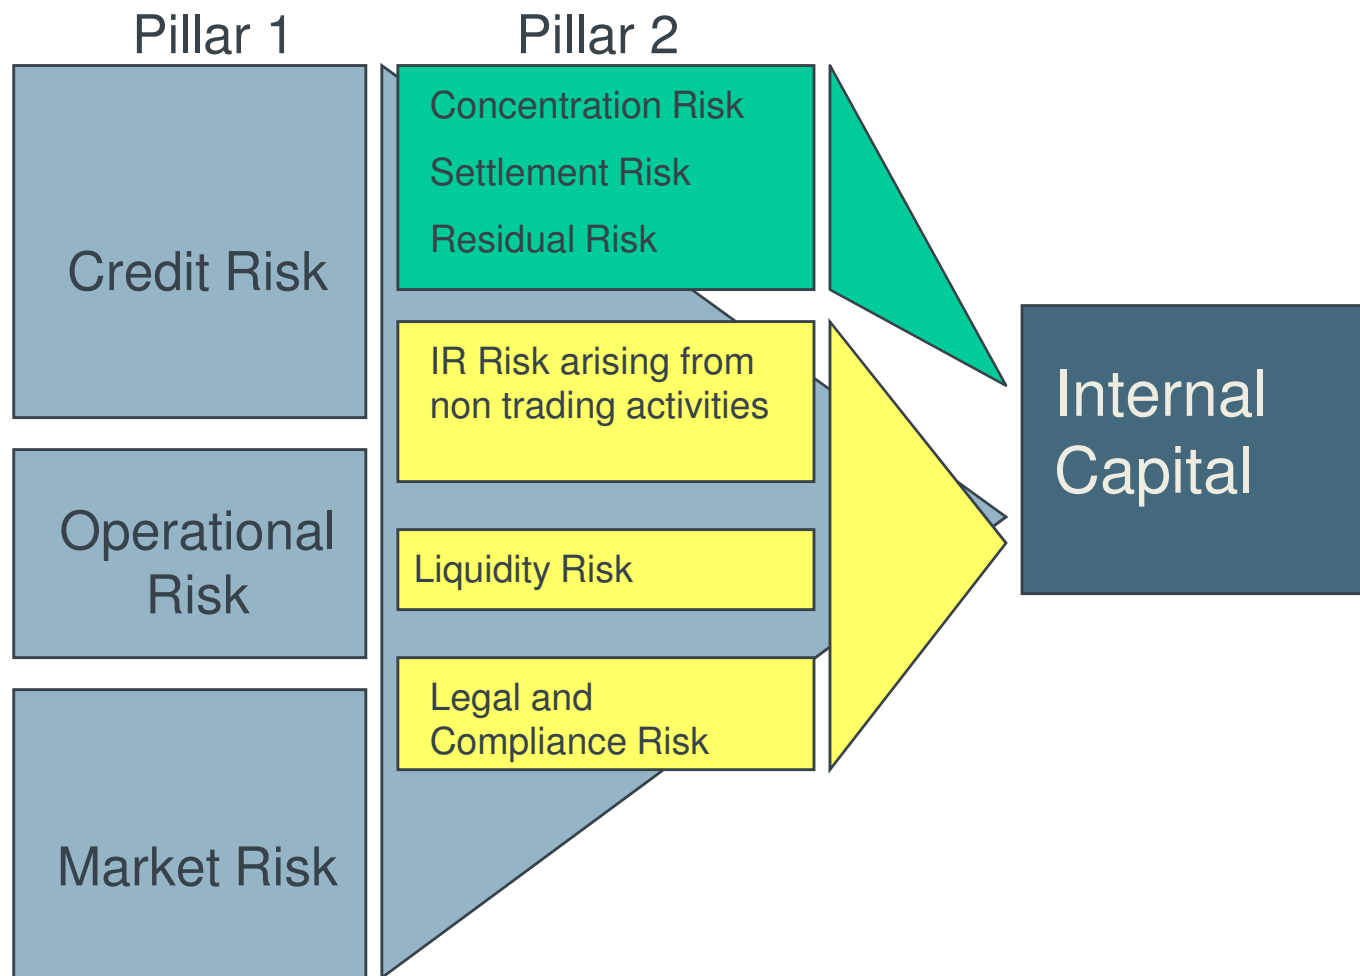 Pillar 1
Pillar 2
Credit Risk
Operational
Risk
Market Risk
Concentration Risk
Settlement Risk
Residual Risk
IR Risk arising from
non trading activities
Liquidity Risk
Legal and
Compliance Risk
Internal
Capital